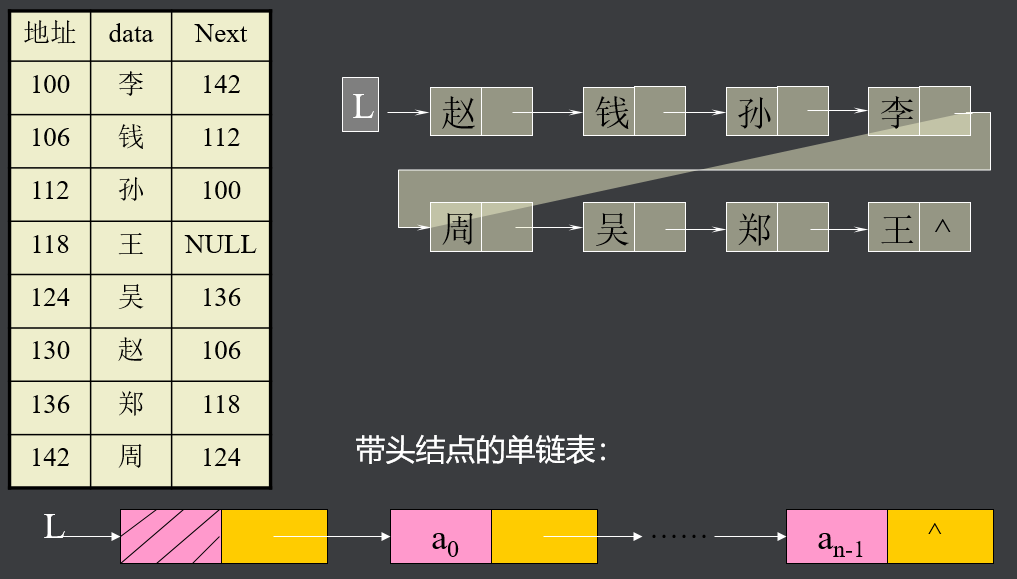 地址 data Next
100 李 142
106 钱 112
112 孙 100
118 王 NULL
124 吴 136
130 赵 106
136 郑 118
142 周 124
L 赵 钱 孙 李
周 吴 郑 王 ^
带头结点的单链表：
L a0 …… an-1 ^